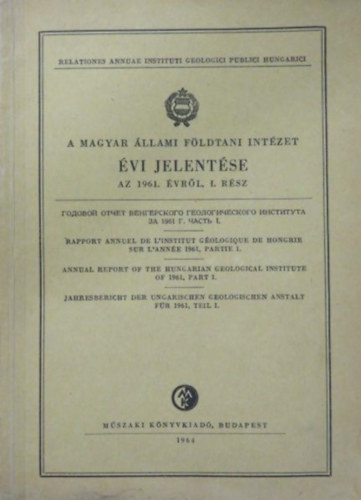 RELATIONES ANNUAE INSTITUTI GEOLOGICI PUBLICI HUNGARICI
A MAGYAR ÁLLAMI FÖLDTANI INTÉZET
ÉVI JELENTÉSE
AZ 1961. ÉVRŐL, I. RÉSZ
ГОДОВОЙ ОТЧЕТ ВЕНГЕРСКОГО ГЕОЛОГИЧЕСКОГО ИНСТИТУТА
ЗА 1961 Г. ЧАСТЬ I.
RAPPORT ANNUEL DE L'INSTITUT GÉOLOGIQUE DE HONGRIE
SUR L'ANNÉE 1961, PARTIE I.
ANNUAL REPORT OF THE HUNGARIAN GEOLOGICAL INSTITUTE
OF 1961, PART I.
JAHRESBERICHT DER UNGARISCHEN GEOLOGISCHEN ANSTALT
FÜR 1961, TEIL I.
MŰSZAKI KÖNYVKIADÓ, BUDAPEST
1964